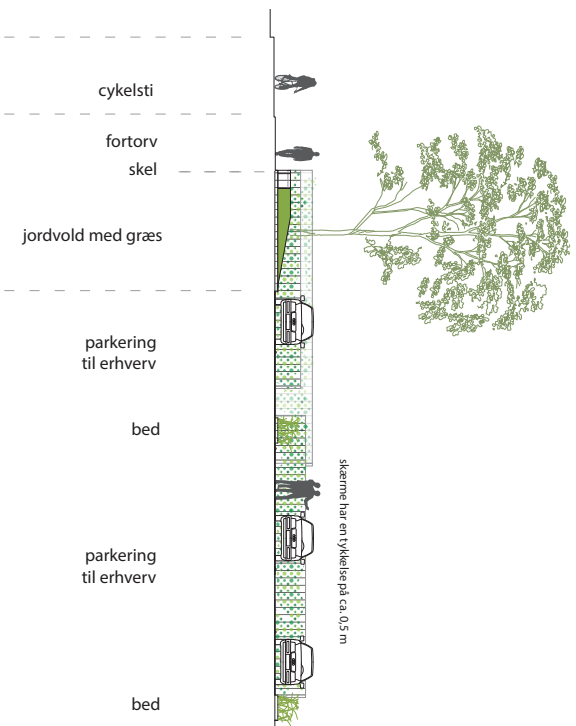 cykelsti
fortorv
skel
jordvold med græs
parkering
til erhverv
bed
skærme har en tykkelse på ca. 0,5 m
parkering
til erhverv
bed